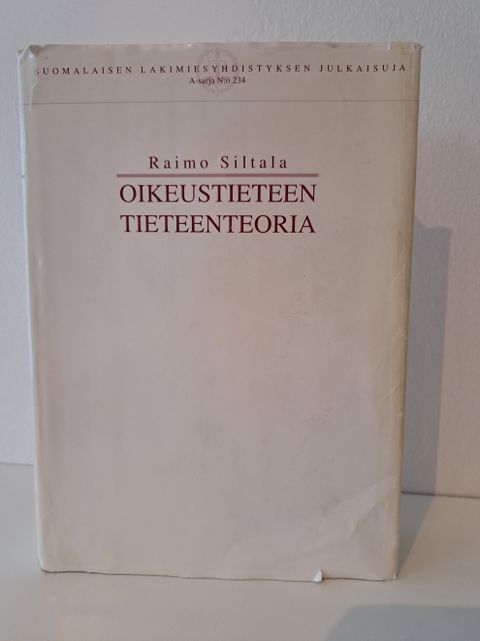 SUOMALAISEN LAKIMIESYHDISTYKSEN JULKAISUJA
A-sarja N:o 234
Raimo Siltala
OIKEUSTIETEEN
TIETEENTEORIA